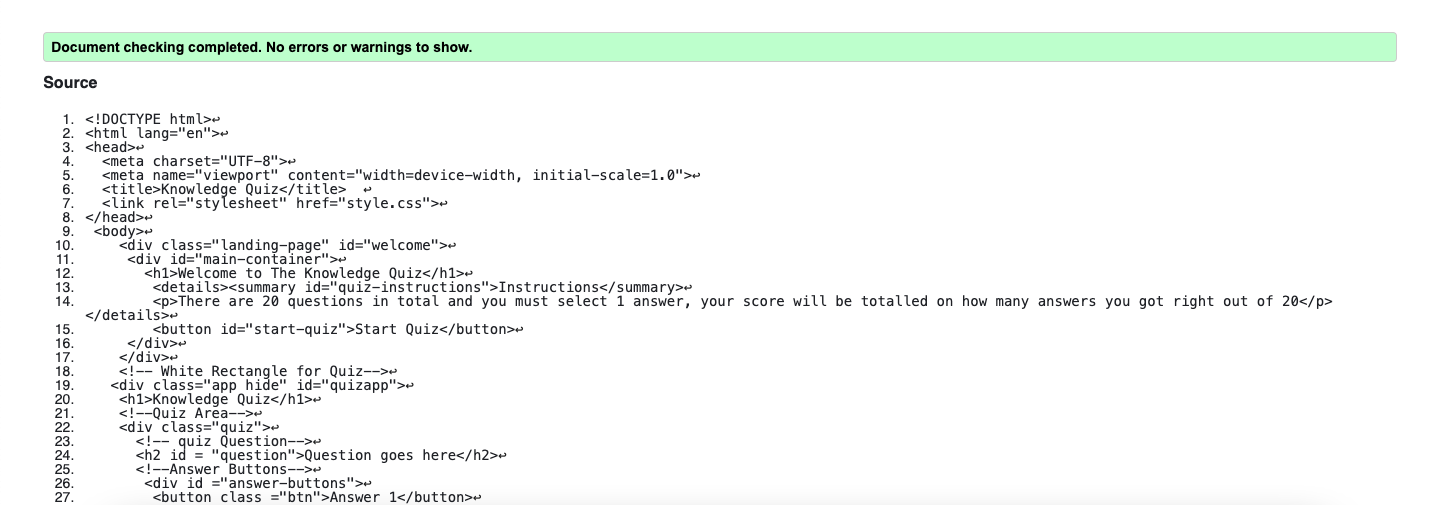 Document checking completed. No errors or warnings to show.
Source
1. <!DOCTYPE html>↩
2. <html lang="en">↩
3. <head>↩
4.   <meta charset="UTF-8">↩
5.   <meta name="viewport" content="width=device-width, initial-scale=1.0">↩
6.   <title>Knowledge Quiz</title>  ↩
7.   <link rel="stylesheet" href="style.css">↩
8. </head>↩
9.  <body>↩
10.     <div class="landing-page" id="welcome">↩
11.      <div id="main-container">↩
12.        <h1>Welcome to The Knowledge Quiz</h1>↩
13.         <details><summary id="quiz-instructions">Instructions</summary>↩
14.         <p>There are 20 questions in total and you must select 1 answer, your score will be totalled on how many answers you got right out of 20</p>
</details>↩
15.         <button id="start-quiz">Start Quiz</button>↩
16.      </div>↩
17.     </div>↩
18.     <!-- White Rectangle for Quiz-->↩
19.    <div class="app hide" id="quizapp">↩
20.     <h1>Knowledge Quiz</h1>↩
21.     <!--Quiz Area-->↩
22.     <div class="quiz">↩
23.       <!-- quiz Question-->↩
24.       <h2 id = "question">Question goes here</h2>↩
25.       <!--Answer Buttons-->↩
26.        <div id ="answer-buttons">↩
27.         <button class ="btn">Answer 1</button>↩